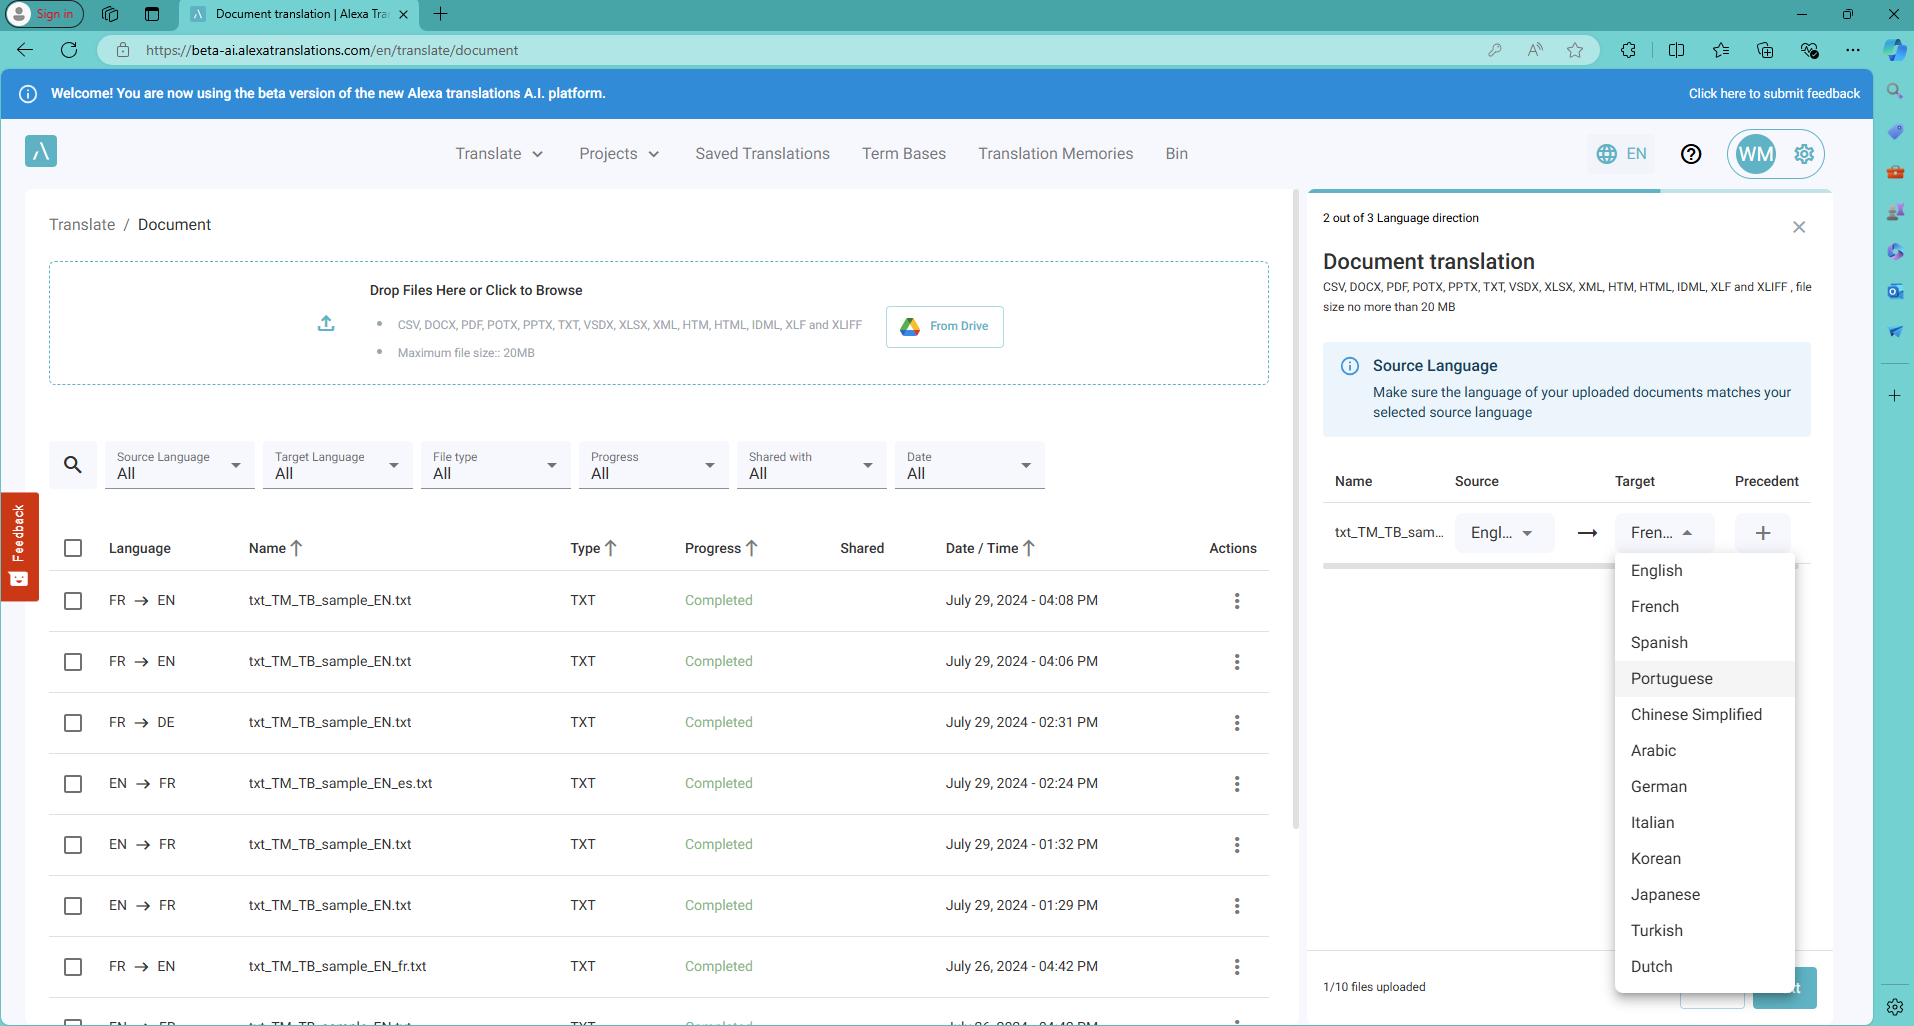 Sign in
Document translation | Alexa Tra
https://beta-ai.alexatranslations.com/en/translate/document
Welcome! You are now using the beta version of the new Alexa translations A.I. platform.
Click here to submit feedback
Translate
Projects
Saved Translations
Term Bases
Translation Memories
Bin
EN
WM
Translate / Document
Drop Files Here or Click to Browse
CSV, DOCX, PDF, POTX, PPTX, TXT, VSDX, XLSX, XML, HTM, HTML, IDML, XLF and XLIFF
Maximum file size:: 20MB
From Drive
Source Language
All
Target Language
All
File type
All
Progress
All
Shared with
All
Date
All
Feedback
Language Name Type Progress Shared Date / Time Actions
FR → EN txt_TM_TB_sample_EN.txt TXT Completed July 29, 2024 - 04:08 PM
FR → EN txt_TM_TB_sample_EN.txt TXT Completed July 29, 2024 - 04:06 PM
FR → DE txt_TM_TB_sample_EN.txt TXT Completed July 29, 2024 - 02:31 PM
EN → FR txt_TM_TB_sample_EN_es.txt TXT Completed July 29, 2024 - 02:24 PM
EN → FR txt_TM_TB_sample_EN.txt TXT Completed July 29, 2024 - 01:32 PM
EN → FR txt_TM_TB_sample_EN.txt TXT Completed July 29, 2024 - 01:29 PM
FR → EN txt_TM_TB_sample_EN_fr.txt TXT Completed July 26, 2024 - 04:42 PM
2 out of 3 Language direction
Document translation
CSV, DOCX, PDF, POTX, PPTX, TXT, VSDX, XLSX, XML, HTM, HTML, IDML, XLF and XLIFF , file
size no more than 20 MB
Source Language
Make sure the language of your uploaded documents matches your
selected source language
Name Source Target Precedent
txt_TM_TB_sam... Engl... → Fren...
English
French
Spanish
Portuguese
Chinese Simplified
Arabic
German
Italian
Korean
Japanese
Turkish
Dutch
1/10 files uploaded